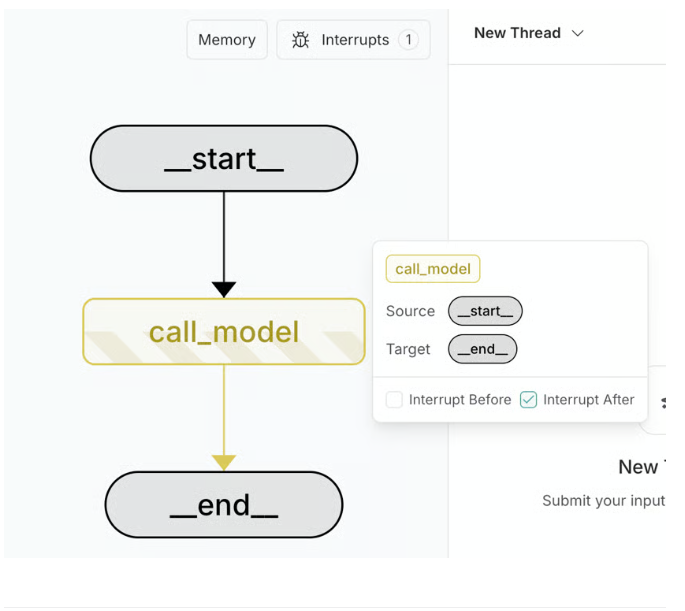 Memory
Interrupts 1
New Thread
__start__
call_model
call_model
Source __start__
Target __end__
Interrupt Before Interrupt After
__end__
New
Submit your input